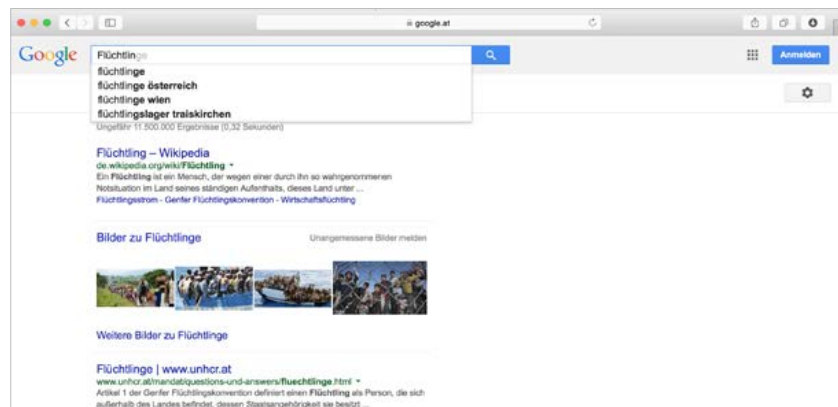 google.at
Google
Flüchtlinge
Anmelden
flüchtlinge
flüchtlinge österreich
flüchtlinge wien
flüchtlingslager traiskirchen
Ungefähr 11.500.000 Ergebnisse (0,32 Sekunden)
Flüchtling – Wikipedia
de.wikipedia.org/wiki/Flüchtling
Ein Flüchtling ist ein Mensch, der wegen einer durch ihn so wahrgenommenen
Notsituation im Land seines ständigen Aufenthalts, dieses Land unter ...
Flüchtlingsstrom - Genfer Flüchtlingskonvention - Wirtschaftsflüchtling
Bilder zu Flüchtlinge
Unangemessene Bilder melden
Weitere Bilder zu Flüchtlinge
Flüchtlinge | www.unhcr.at
www.unhcr.at/mandat/questions-und-answers/fluechtlinge.html
Artikel 1 der Genfer Flüchtlingskonvention definiert einen Flüchtling als Person, die sich
außerhalb des Landes befindet, dessen Staatsangehörigkeit sie besitzt ...